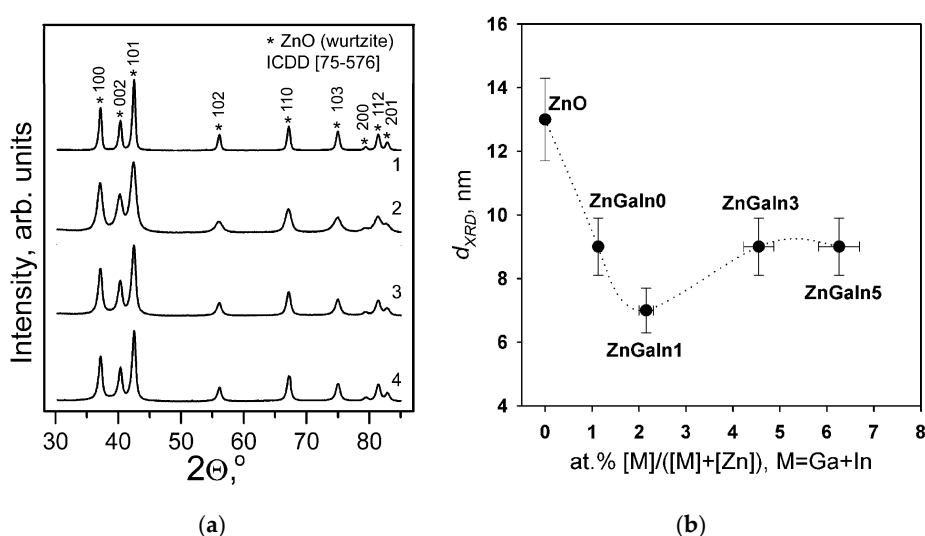 * ZnO (wurtzite)
ICDD [75-576]
* 100
* 002
* 101
* 102
* 110
* 103
* 200
* 112
* 201
1
2
3
4
Intensity, arb. units
30 40 50 60 70 80
2Θ,°
(a)
16
14
12
10
8
6
4
d_XRD, nm
ZnO
ZnGaIn0
ZnGaIn1
ZnGaIn3
ZnGaIn5
0 1 2 3 4 5 6 7 8
at.% [M]/([M]+[Zn]), M=Ga+In
(b)